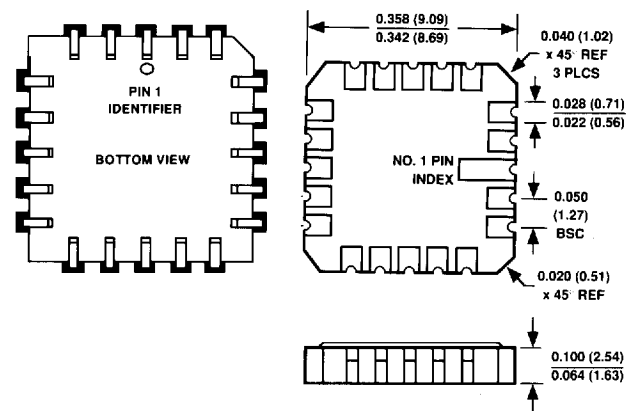 PIN 1
IDENTIFIER
BOTTOM VIEW
0.358 (9.09)
0.342 (8.69)
0.040 (1.02)
x 45° REF
3 PLCS
0.028 (0.71)
0.022 (0.56)
NO. 1 PIN
INDEX
0.050
(1.27)
BSC
0.020 (0.51)
x 45° REF
0.100 (2.54)
0.064 (1.63)